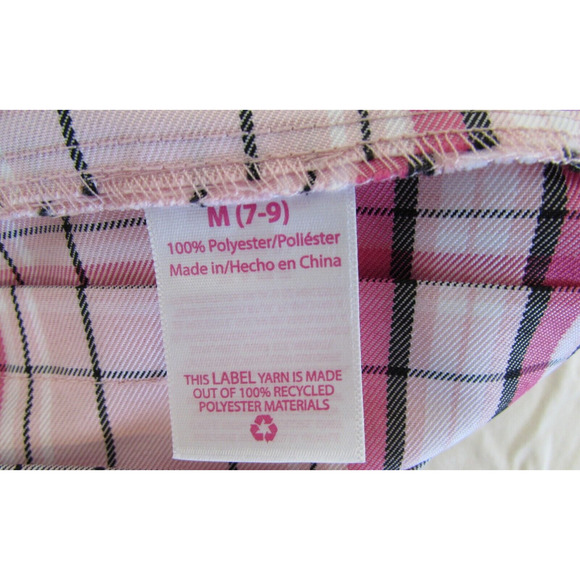 M (7-9)
100% Polyester/Poliéster
Made in/Hecho en China
THIS LABEL YARN IS MADE
OUT OF 100% RECYCLED
POLYESTER MATERIALS